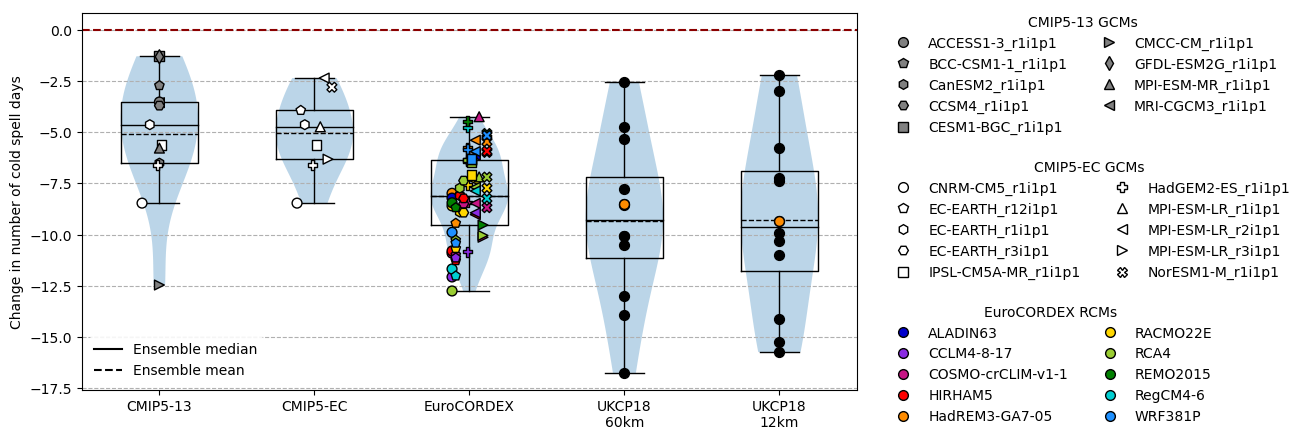 Change in number of cold spell days
0.0
−2.5
−5.0
−7.5
−10.0
−12.5
−15.0
−17.5
Ensemble median
Ensemble mean
CMIP5-13
CMIP5-EC
EuroCORDEX
UKCP18
60km
UKCP18
12km
CMIP5-13 GCMs
ACCESS1-3_r1i1p1
BCC-CSM1-1_r1i1p1
CanESM2_r1i1p1
CCSM4_r1i1p1
CESM1-BGC_r1i1p1
CMCC-CM_r1i1p1
GFDL-ESM2G_r1i1p1
MPI-ESM-MR_r1i1p1
MRI-CGCM3_r1i1p1
CMIP5-EC GCMs
CNRM-CM5_r1i1p1
EC-EARTH_r12i1p1
EC-EARTH_r1i1p1
EC-EARTH_r3i1p1
IPSL-CM5A-MR_r1i1p1
HadGEM2-ES_r1i1p1
MPI-ESM-LR_r1i1p1
MPI-ESM-LR_r2i1p1
MPI-ESM-LR_r3i1p1
NorESM1-M_r1i1p1
EuroCORDEX RCMs
ALADIN63
CCLM4-8-17
COSMO-crCLIM-v1-1
HIRHAM5
HadREM3-GA7-05
RACMO22E
RCA4
REMO2015
RegCM4-6
WRF381P